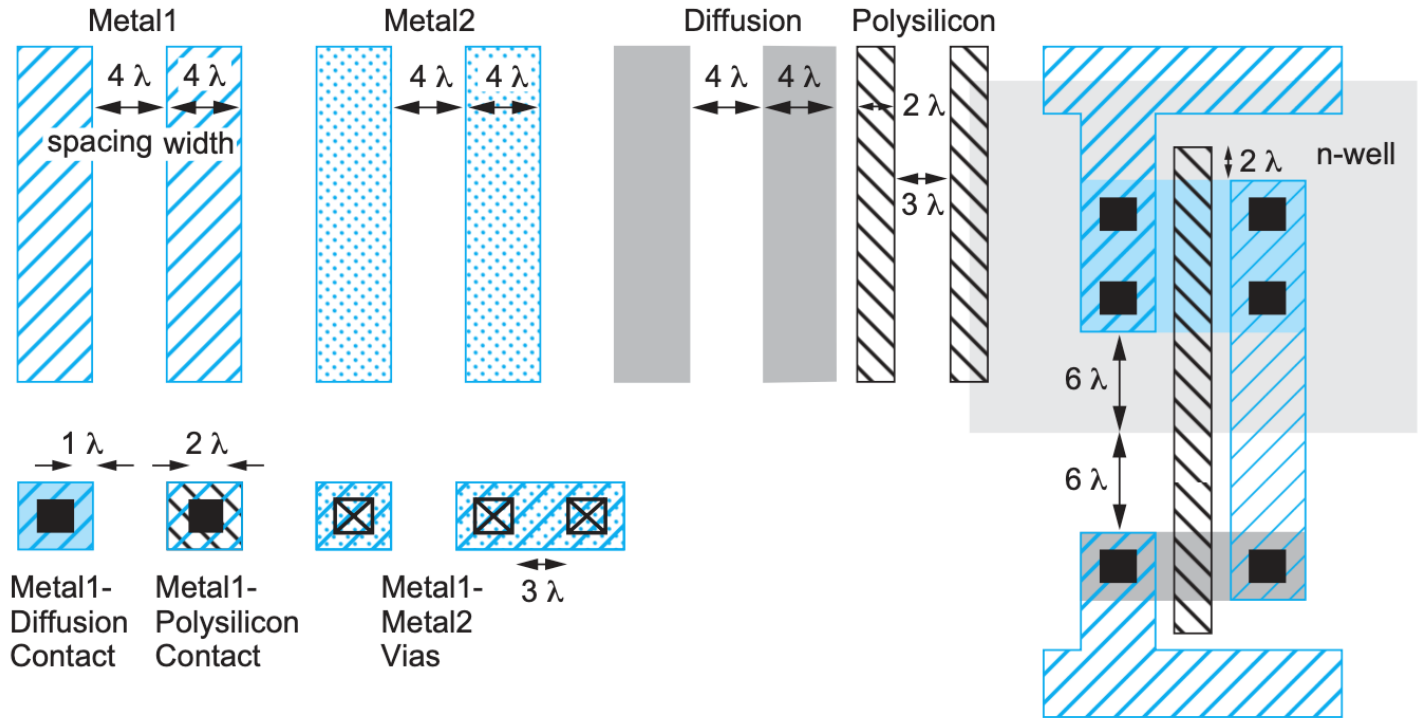 Metal1
Metal2
Diffusion
Polysilicon
4 λ
4 λ
4 λ
4 λ
4 λ
4 λ
2 λ
spacing
width
3 λ
2 λ
n-well
6 λ
6 λ
1 λ
2 λ
3 λ
Metal1-
Diffusion
Contact
Metal1-
Polysilicon
Contact
Metal1-
Metal2
Vias